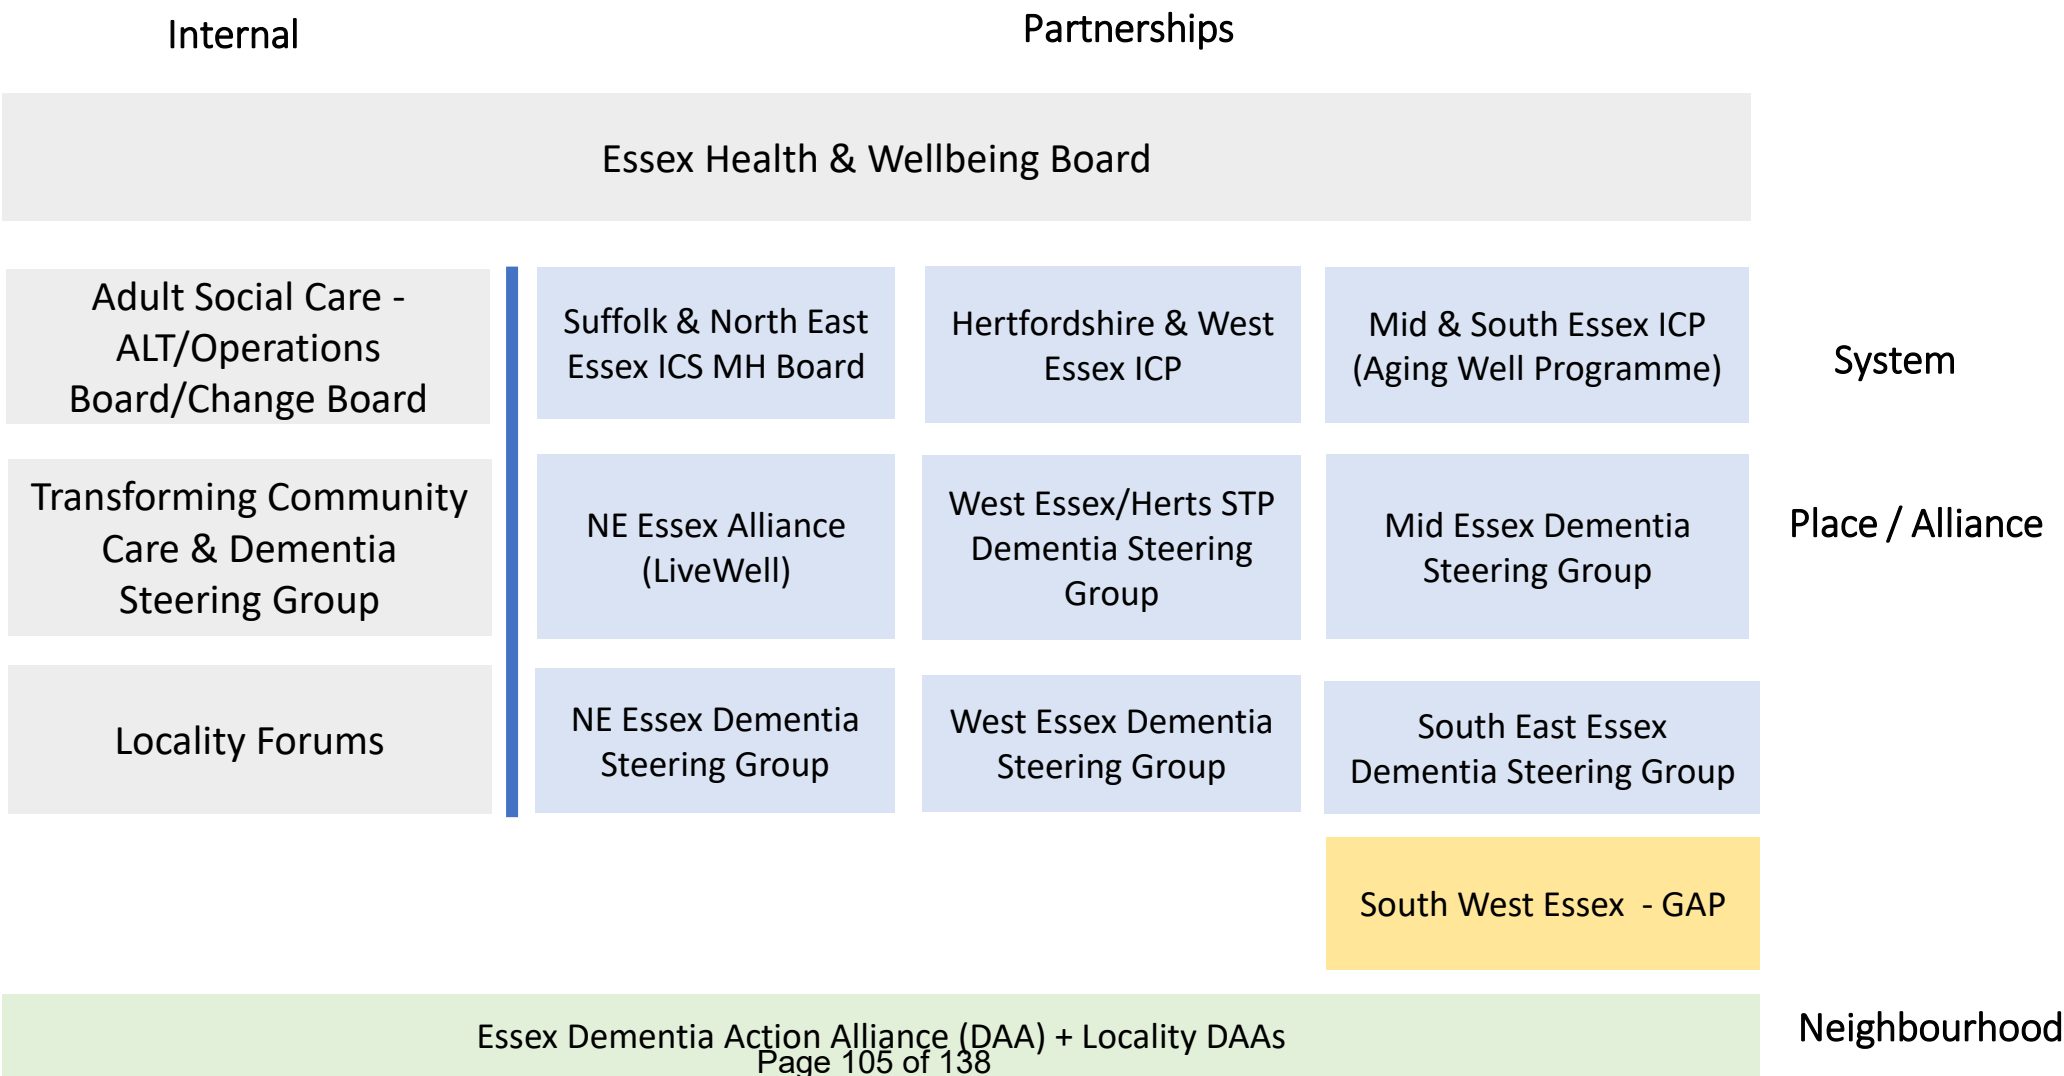 Internal
Partnerships
Essex Health & Wellbeing Board
Adult Social Care -
ALT/Operations
Board/Change Board
Suffolk & North East
Essex ICS MH Board
Hertfordshire & West
Essex ICP
Mid & South Essex ICP
(Aging Well Programme)
System
Transforming Community
Care & Dementia
Steering Group
NE Essex Alliance
(LiveWell)
West Essex/Herts STP
Dementia Steering
Group
Mid Essex Dementia
Steering Group
Place / Alliance
Locality Forums
NE Essex Dementia
Steering Group
West Essex Dementia
Steering Group
South East Essex
Dementia Steering Group
South West Essex - GAP
Essex Dementia Action Alliance (DAA) + Locality DAAs
Neighbourhood
Page 105 of 138